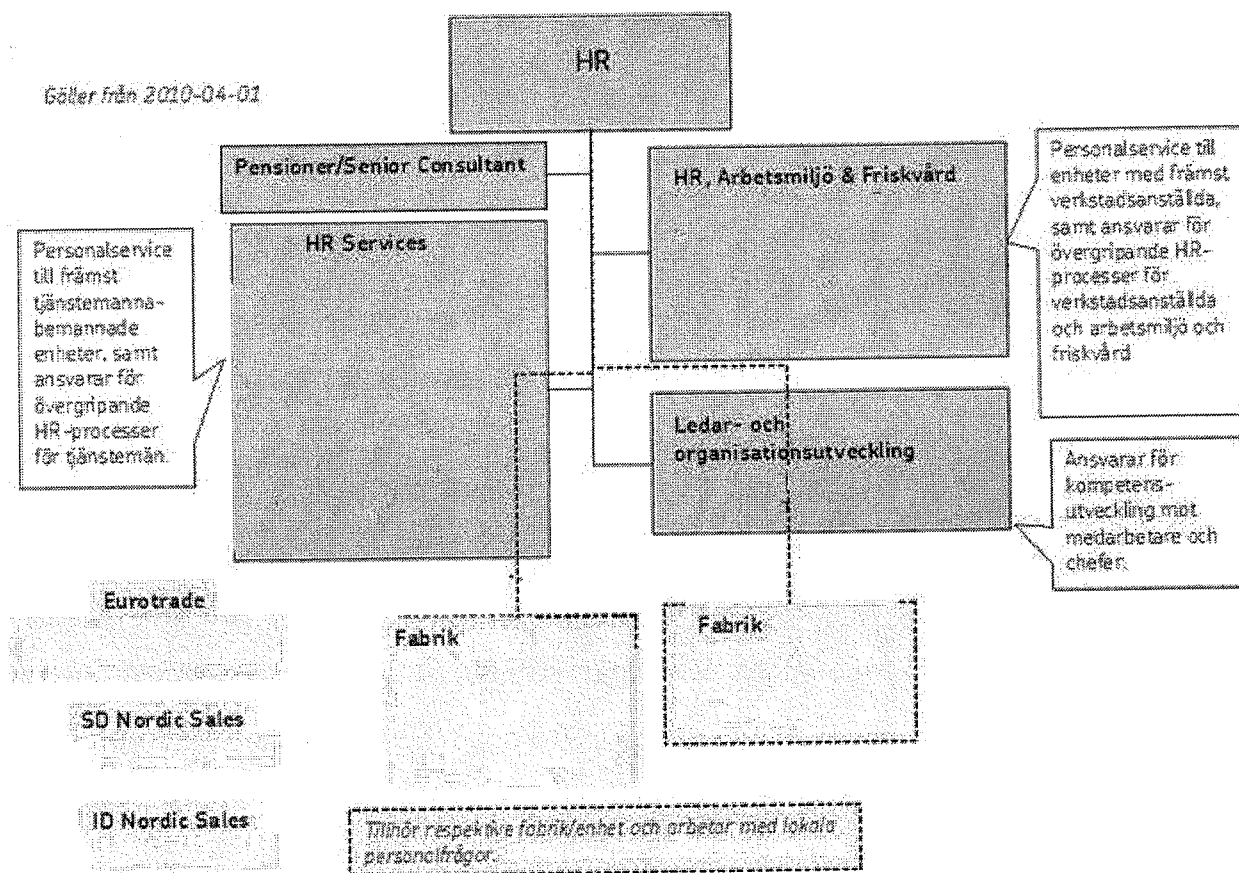 HR
Gäller från 2010-04-01
Pensioner/Senior Consultant
HR, Arbetsmiljö & Friskvård
Personalservice till
enheter med främst
verkstadsanställda,
samt ansvarar för
övergripande HR-
processer för
verkstadsanställda
och arbetsmiljö och
friskvård
HR Services
Personalservice
till främst
tjänstemanna-
bemannade
enheter, samt
ansvarar för
övergripande
HR-processer
för tjänstemän.
Ledar- och
organisationsutveckling
Ansvarar för
kompetens-
utveckling mot
medarbetare och
chefer.
Eurotrade
Fabrik
Fabrik
SD Nordic Sales
ID Nordic Sales
Tillhör respektive fabrik/enhet och arbetar med lokala
personalfrågor.